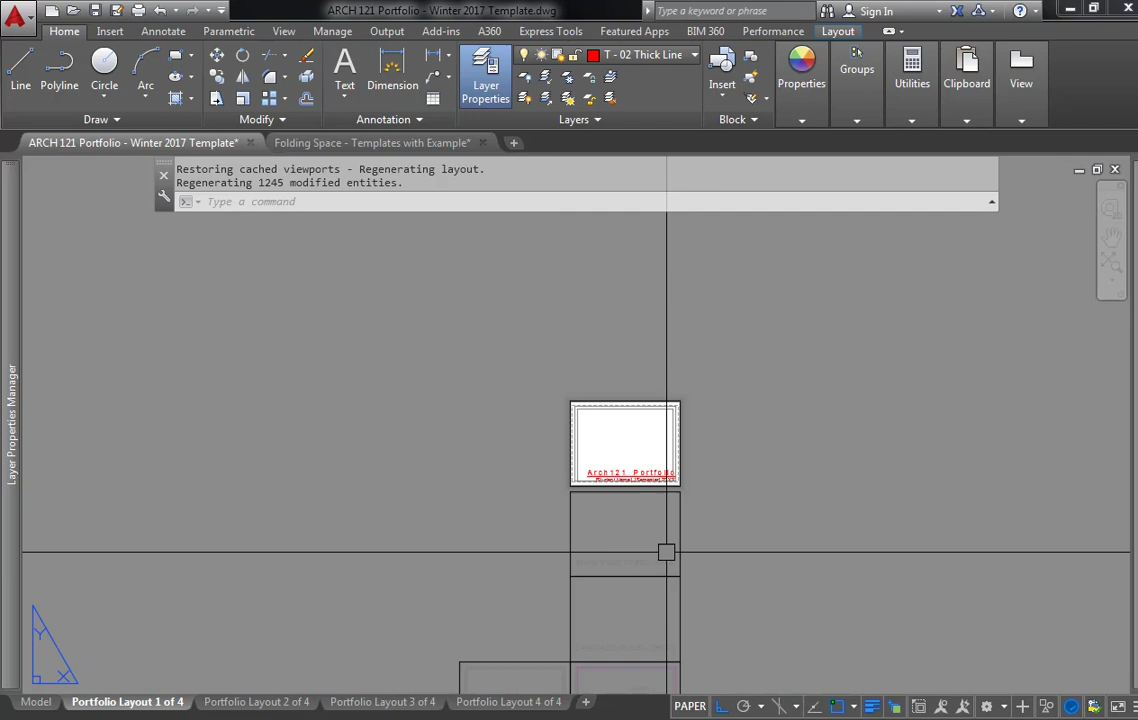 ARCH 121 Portfolio - Winter 2017 Template.dwg
Type a keyword or phrase
Sign In
Home Insert Annotate Parametric View Manage Output Add-ins A360 Express Tools Featured Apps BIM 360 Performance Layout
T - 02 Thick Line
Line Polyline Circle Arc
Text Dimension
Layer
Properties
Insert
Properties
Groups
Utilities
Clipboard
View
Draw Modify Annotation Layers Block
ARCH 121 Portfolio - Winter 2017 Template* Folding Space - Templates with Example*
Restoring cached viewports - Regenerating layout.
Regenerating 1245 modified entities.
Type a command
Layer Properties Manager
Arch121 Portfolio
Y
X
Model Portfolio Layout 1 of 4 Portfolio Layout 2 of 4 Portfolio Layout 3 of 4 Portfolio Layout 4 of 4
PAPER